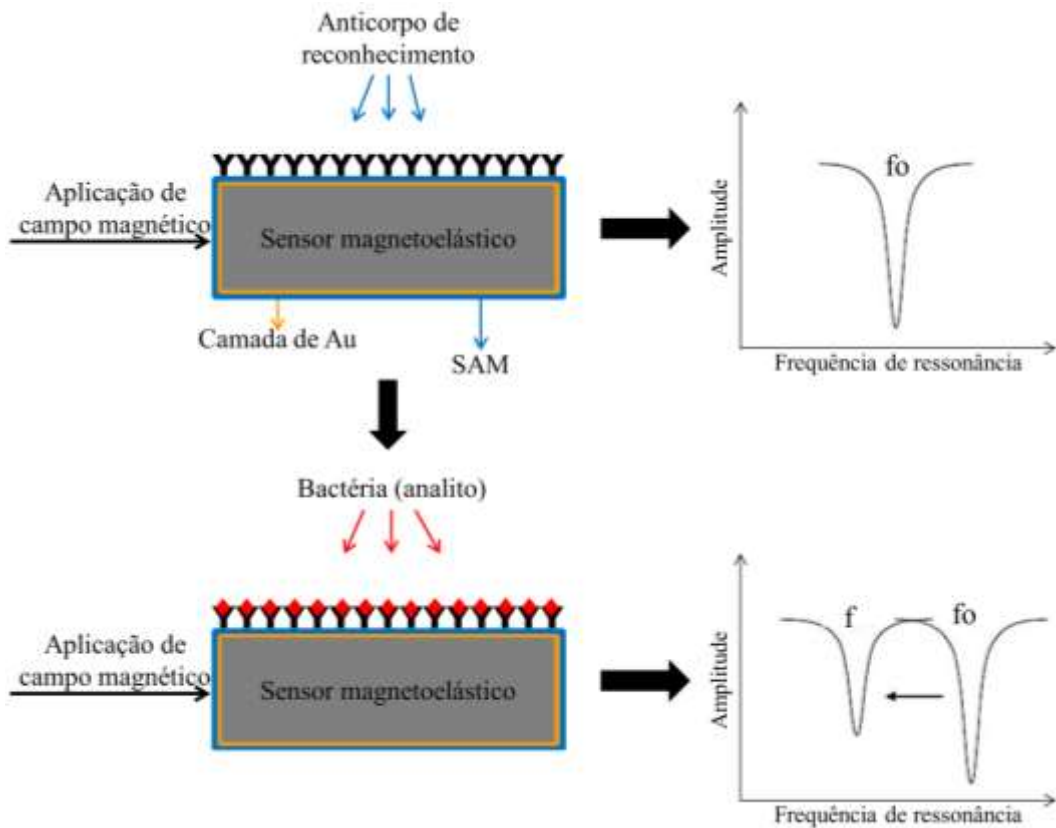 Anticorpo de
reconhecimento
Aplicação de
campo magnético
Sensor magnetoelástico
Camada de Au
SAM
fo
Amplitude
Frequência de ressonância
Bactéria (analito)
Aplicação de
campo magnético
Sensor magnetoelástico
f
fo
Amplitude
Frequência de ressonância